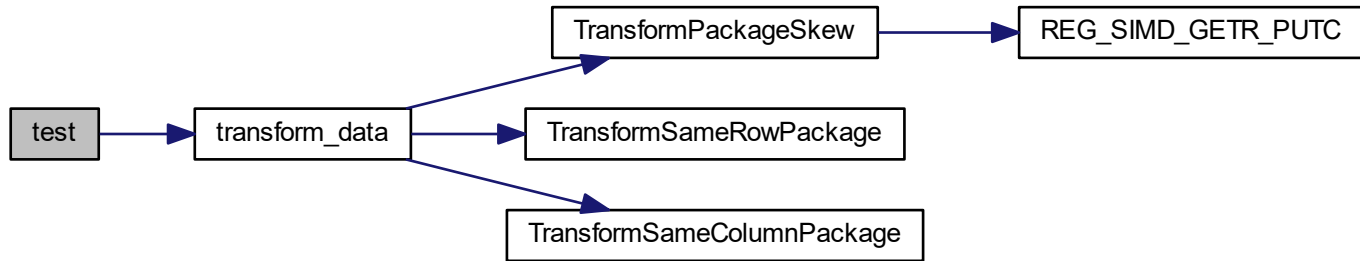 TransformPackageSkew
REG_SIMD_GETR_PUTC
test
transform_data
TransformSameRowPackage
TransformSameColumnPackage